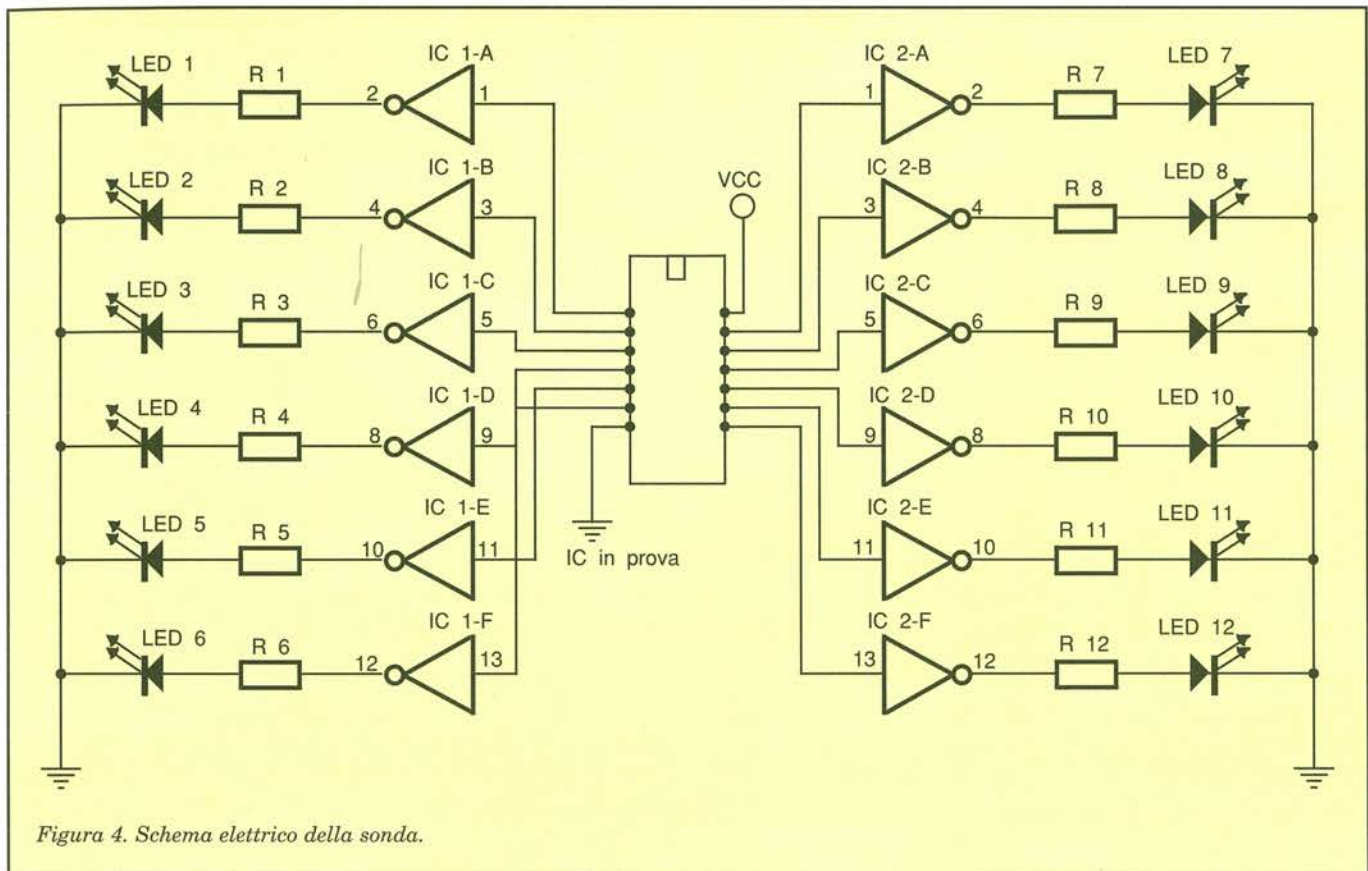 LED 1 R 1 IC 1-A 2 1
LED 2 R 2 IC 1-B 4 3
LED 3 R 3 IC 1-C 6 5
LED 4 R 4 IC 1-D 8 9
LED 5 R 5 IC 1-E 10 11
LED 6 R 6 IC 1-F 12 13
VCC
IC in prova
IC 2-A 1 2 R 7 LED 7
IC 2-B 3 4 R 8 LED 8
IC 2-C 5 6 R 9 LED 9
IC 2-D 9 8 R 10 LED 10
IC 2-E 11 10 R 11 LED 11
IC 2-F 13 12 R 12 LED 12
Figura 4. Schema elettrico della sonda.